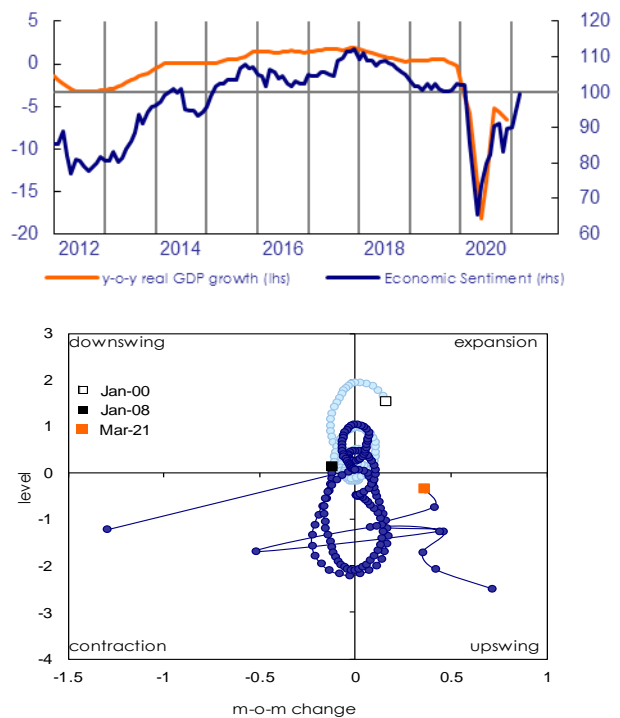 5 120
0 110
-5 100
-10 90
-15 80
-20 70
60
2012 2014 2016 2018 2020
y-o-y real GDP growth (lhs) Economic Sentiment (rhs)
3
downswing expansion
2
Jan-00
Jan-08
Mar-21
1
0
level
-1
-2
-3
contraction upswing
-4
-1.5 -1 -0.5 0 0.5 1
m-o-m change